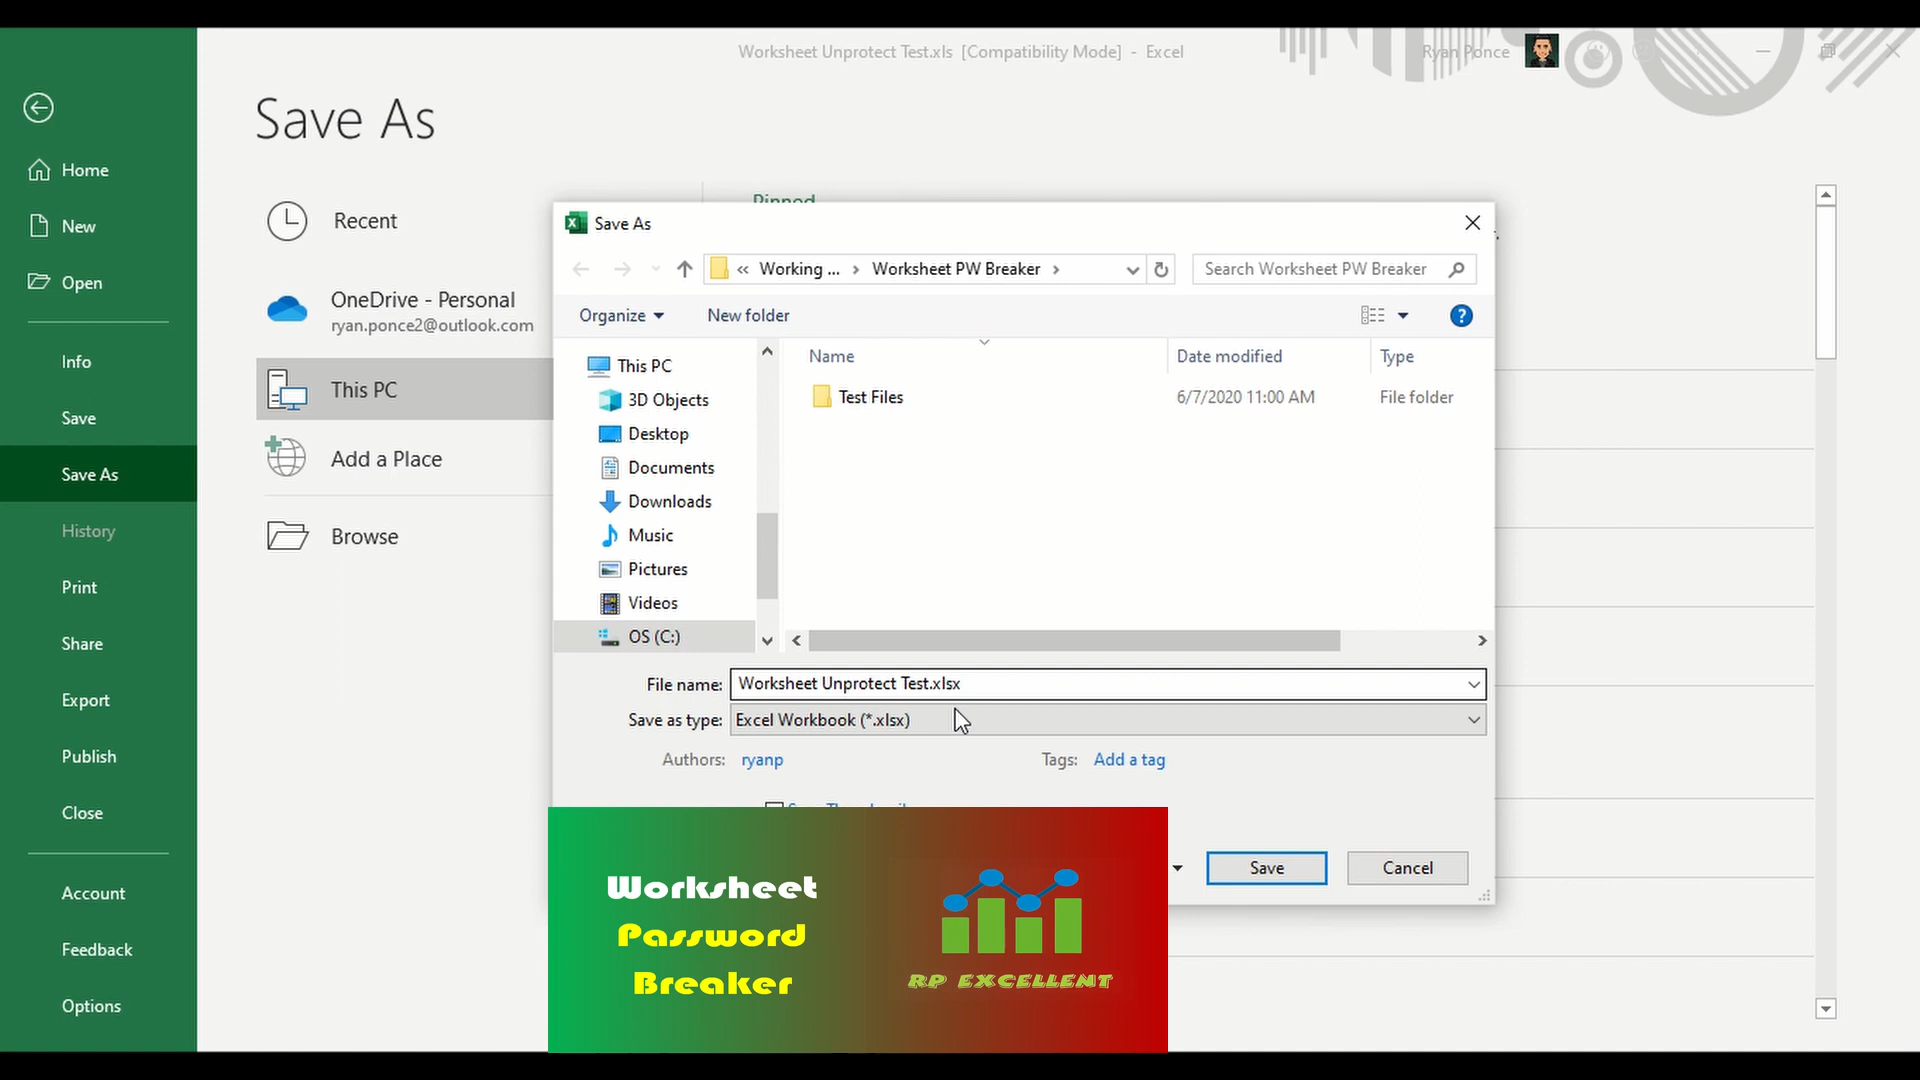 Worksheet Unprotect Test.xls [Compatibility Mode] - Excel
Ryan Ponce
Save As
Home
New
Open
Info
Save
Save As
History
Print
Share
Export
Publish
Close
Account
Feedback
Options
Recent
OneDrive - Personal
ryan.ponce2@outlook.com
This PC
Add a Place
Browse
Pinned
Save As
« Working ... › Worksheet PW Breaker ›
Search Worksheet PW Breaker
Organize
New folder
?
Name
Date modified
Type
This PC
3D Objects
Desktop
Documents
Downloads
Music
Pictures
Videos
OS (C:)
Test Files
6/7/2020 11:00 AM
File folder
File name: Worksheet Unprotect Test.xlsx
Save as type: Excel Workbook (*.xlsx)
Authors: ryanp
Tags: Add a tag
Save
Cancel
Worksheet
Password
Breaker
RP EXCELLENT